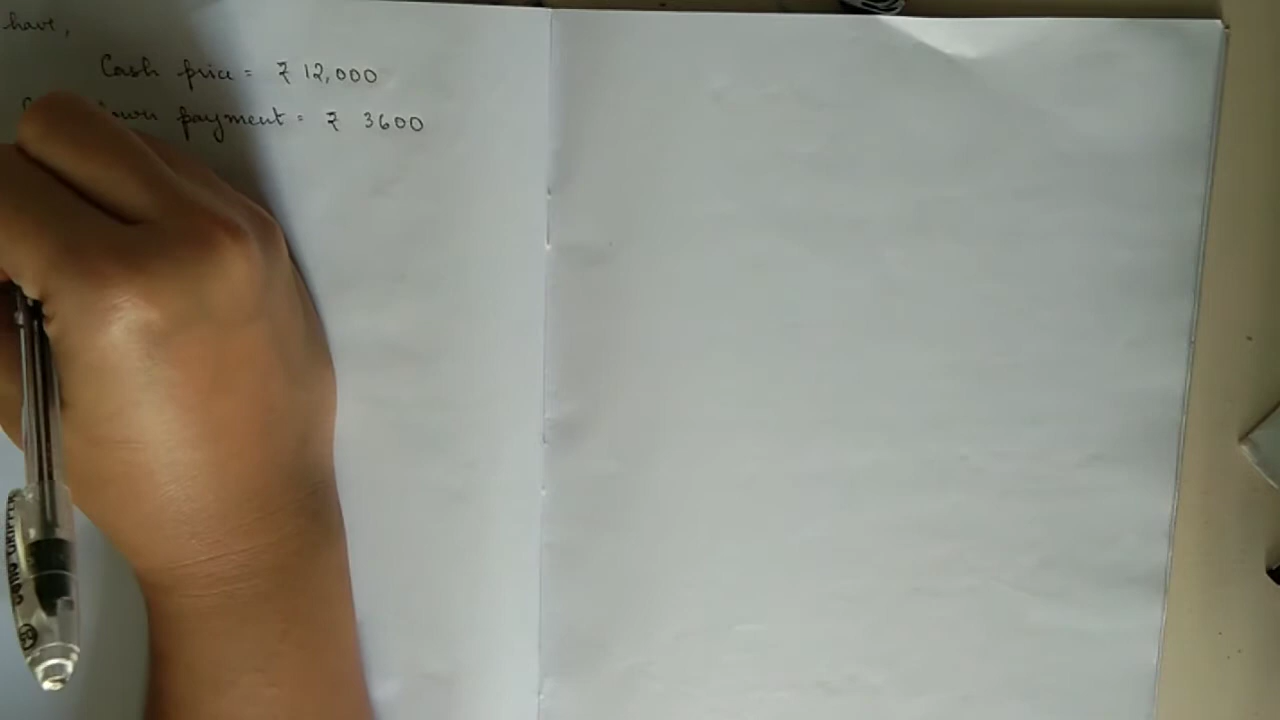 have,
Cash price = ₹ 12,000
payment = ₹ 3600